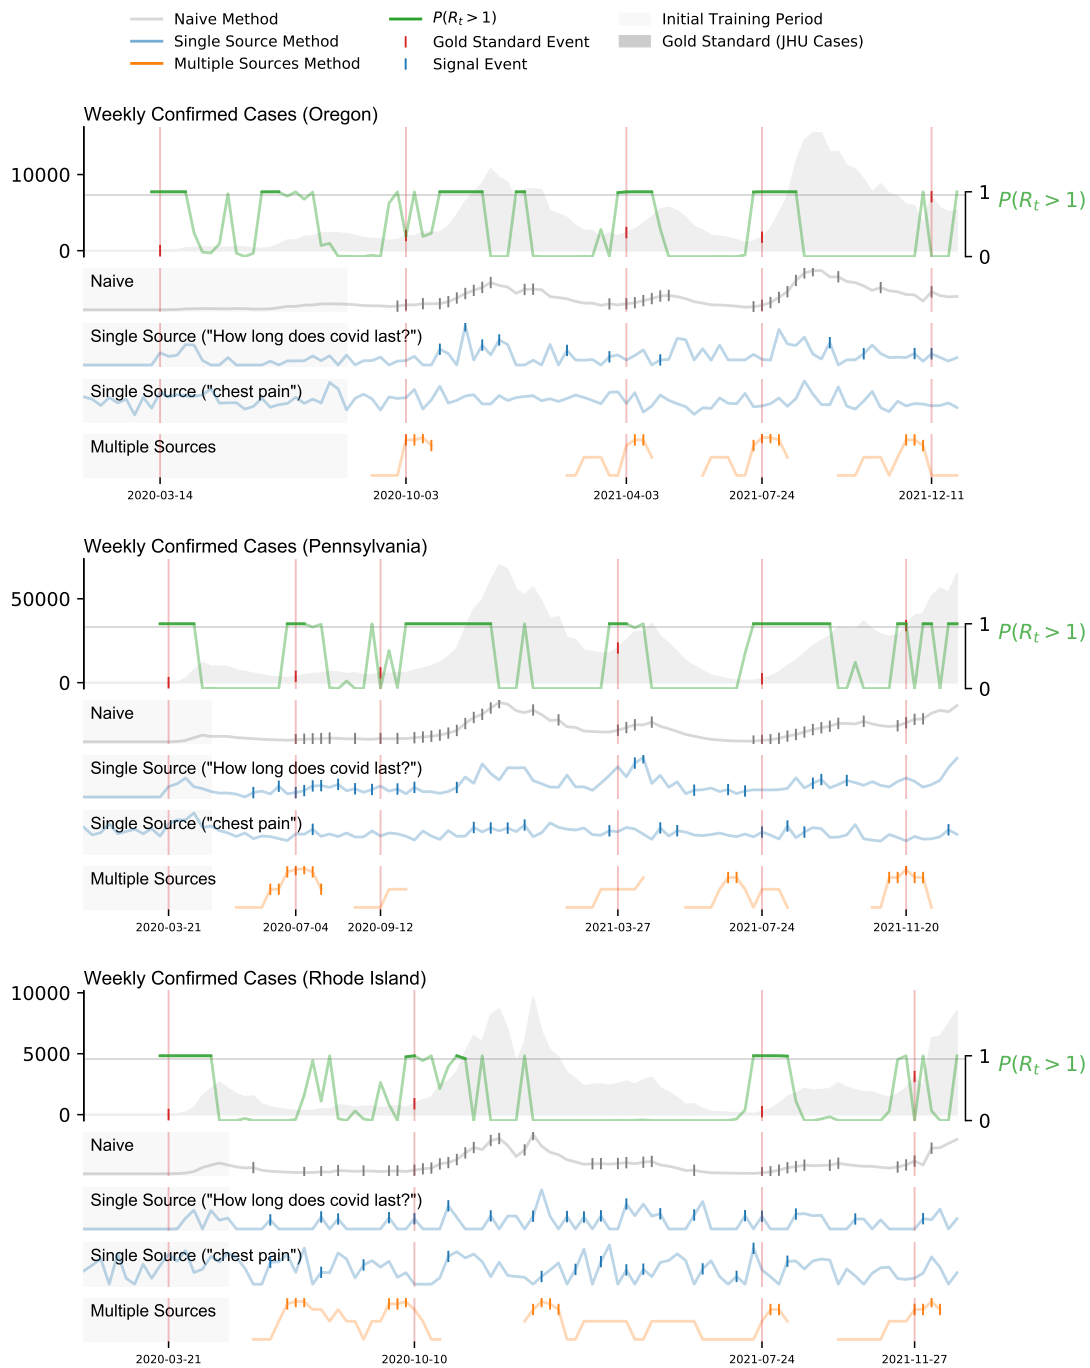 Naive Method
Single Source Method
Multiple Sources Method
P(R_t > 1)
Gold Standard Event
Signal Event
Initial Training Period
Gold Standard (JHU Cases)
Weekly Confirmed Cases (Oregon)
10000
0
1
P(R_t > 1)
0
Naive
Single Source ("How long does covid last?")
Single Source ("chest pain")
Multiple Sources
2020-03-14 2020-10-03 2021-04-03 2021-07-24 2021-12-11
Weekly Confirmed Cases (Pennsylvania)
50000
0
1
P(R_t > 1)
0
Naive
Single Source ("How long does covid last?")
Single Source ("chest pain")
Multiple Sources
2020-03-21 2020-07-04 2020-09-12 2021-03-27 2021-07-24 2021-11-20
Weekly Confirmed Cases (Rhode Island)
10000
5000
0
1
P(R_t > 1)
0
Naive
Single Source ("How long does covid last?")
Single Source ("chest pain")
Multiple Sources
2020-03-21 2020-10-10 2021-07-24 2021-11-27